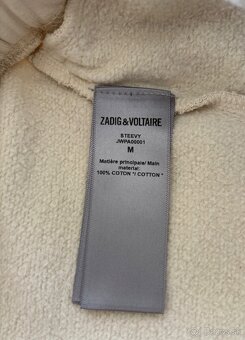 ZADIG&VOLTAIRE
STEEVY
JWPA00001
M
Matière principale/ Main
material:
100% COTON */ COTTON *